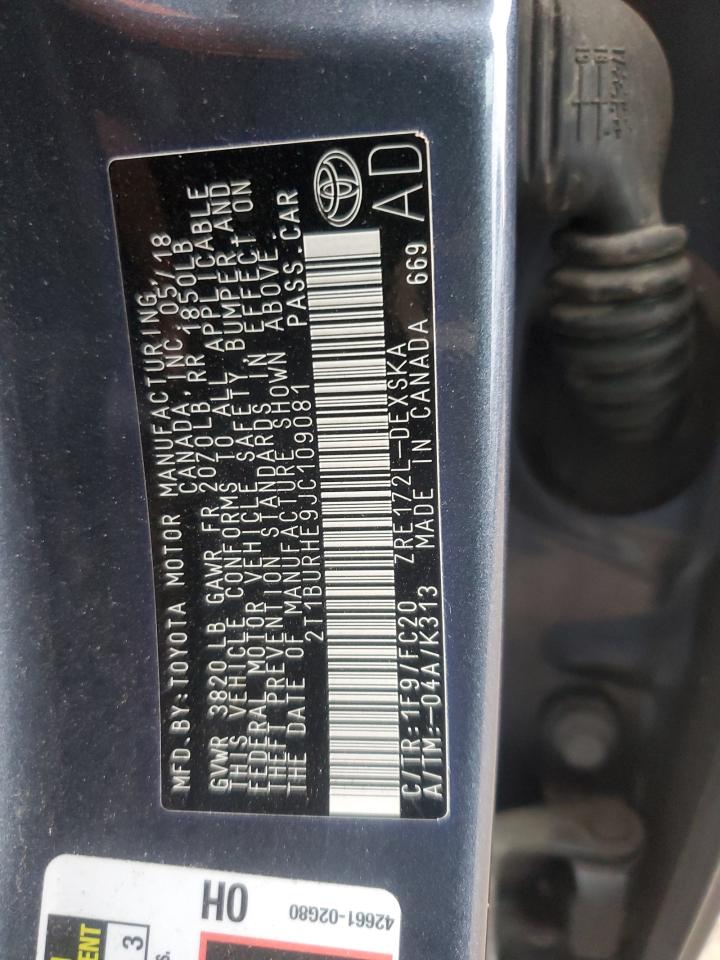 MFD.BY:TOYOTA MOTOR MANUFACTURING,
CANADA, INC 05/18
GVWR 3820 LB GAWR FR 2070LB RR 1850LB
THIS VEHICLE CONFORMS TO ALL APPLICABLE
FEDERAL MOTOR VEHICLE SAFETY, BUMPER AND
THEFT PREVENTION STANDARDS IN EFFECT ON
THE DATE OF MANUFACTURE SHOWN ABOVE.
2T1BURHE9JC109081 PASS.CAR
C/TR:1F9/FC20 ZRE172L-DEXSKA AD
A/TM:-04A/K313 MADE IN CANADA 669
OH
42661-02G80
3